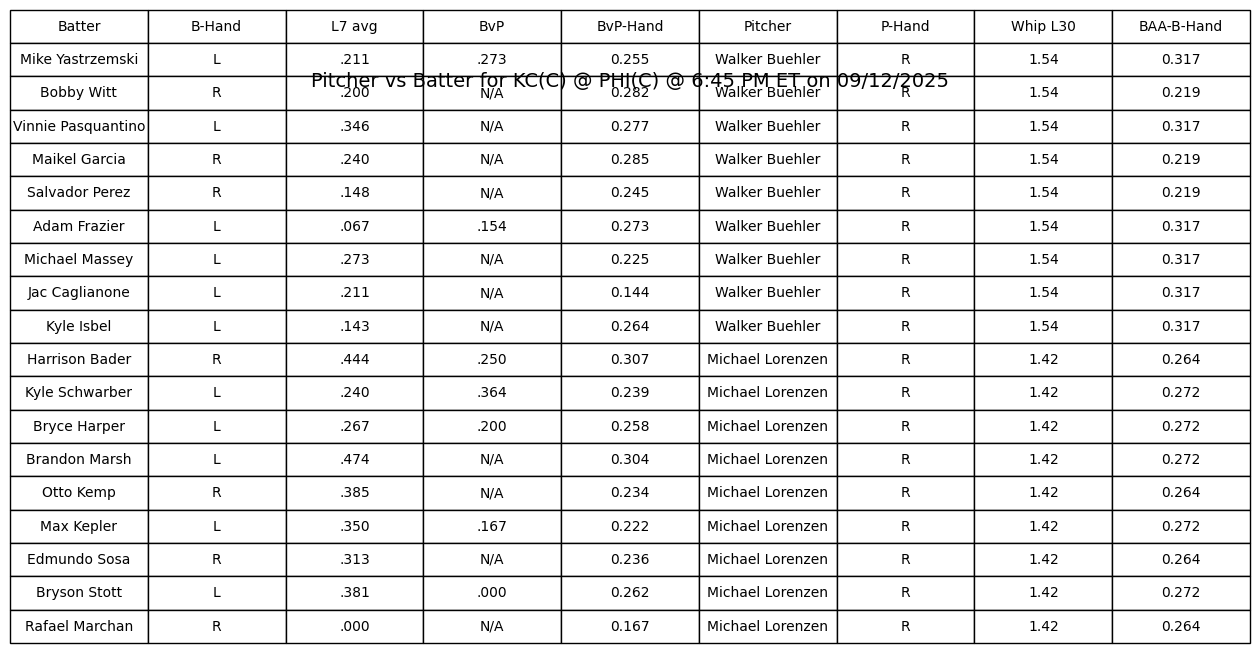 Batter B-Hand L7 avg BvP BvP-Hand Pitcher P-Hand Whip L30 BAA-B-Hand
Mike Yastrzemski L .211 .273 0.255 Walker Buehler R 1.54 0.317
Pitcher vs Batter for KC(C) @ PHI(C) @ 6:45 PM ET on 09/12/2025
Bobby Witt R .200 N/A 0.282 Walker Buehler R 1.54 0.219
Vinnie Pasquantino L .346 N/A 0.277 Walker Buehler R 1.54 0.317
Maikel Garcia R .240 N/A 0.285 Walker Buehler R 1.54 0.219
Salvador Perez R .148 N/A 0.245 Walker Buehler R 1.54 0.219
Adam Frazier L .067 .154 0.273 Walker Buehler R 1.54 0.317
Michael Massey L .273 N/A 0.225 Walker Buehler R 1.54 0.317
Jac Caglianone L .211 N/A 0.144 Walker Buehler R 1.54 0.317
Kyle Isbel L .143 N/A 0.264 Walker Buehler R 1.54 0.317
Harrison Bader R .444 .250 0.307 Michael Lorenzen R 1.42 0.264
Kyle Schwarber L .240 .364 0.239 Michael Lorenzen R 1.42 0.272
Bryce Harper L .267 .200 0.258 Michael Lorenzen R 1.42 0.272
Brandon Marsh L .474 N/A 0.304 Michael Lorenzen R 1.42 0.272
Otto Kemp R .385 N/A 0.234 Michael Lorenzen R 1.42 0.264
Max Kepler L .350 .167 0.222 Michael Lorenzen R 1.42 0.272
Edmundo Sosa R .313 N/A 0.236 Michael Lorenzen R 1.42 0.264
Bryson Stott L .381 .000 0.262 Michael Lorenzen R 1.42 0.272
Rafael Marchan R .000 N/A 0.167 Michael Lorenzen R 1.42 0.264